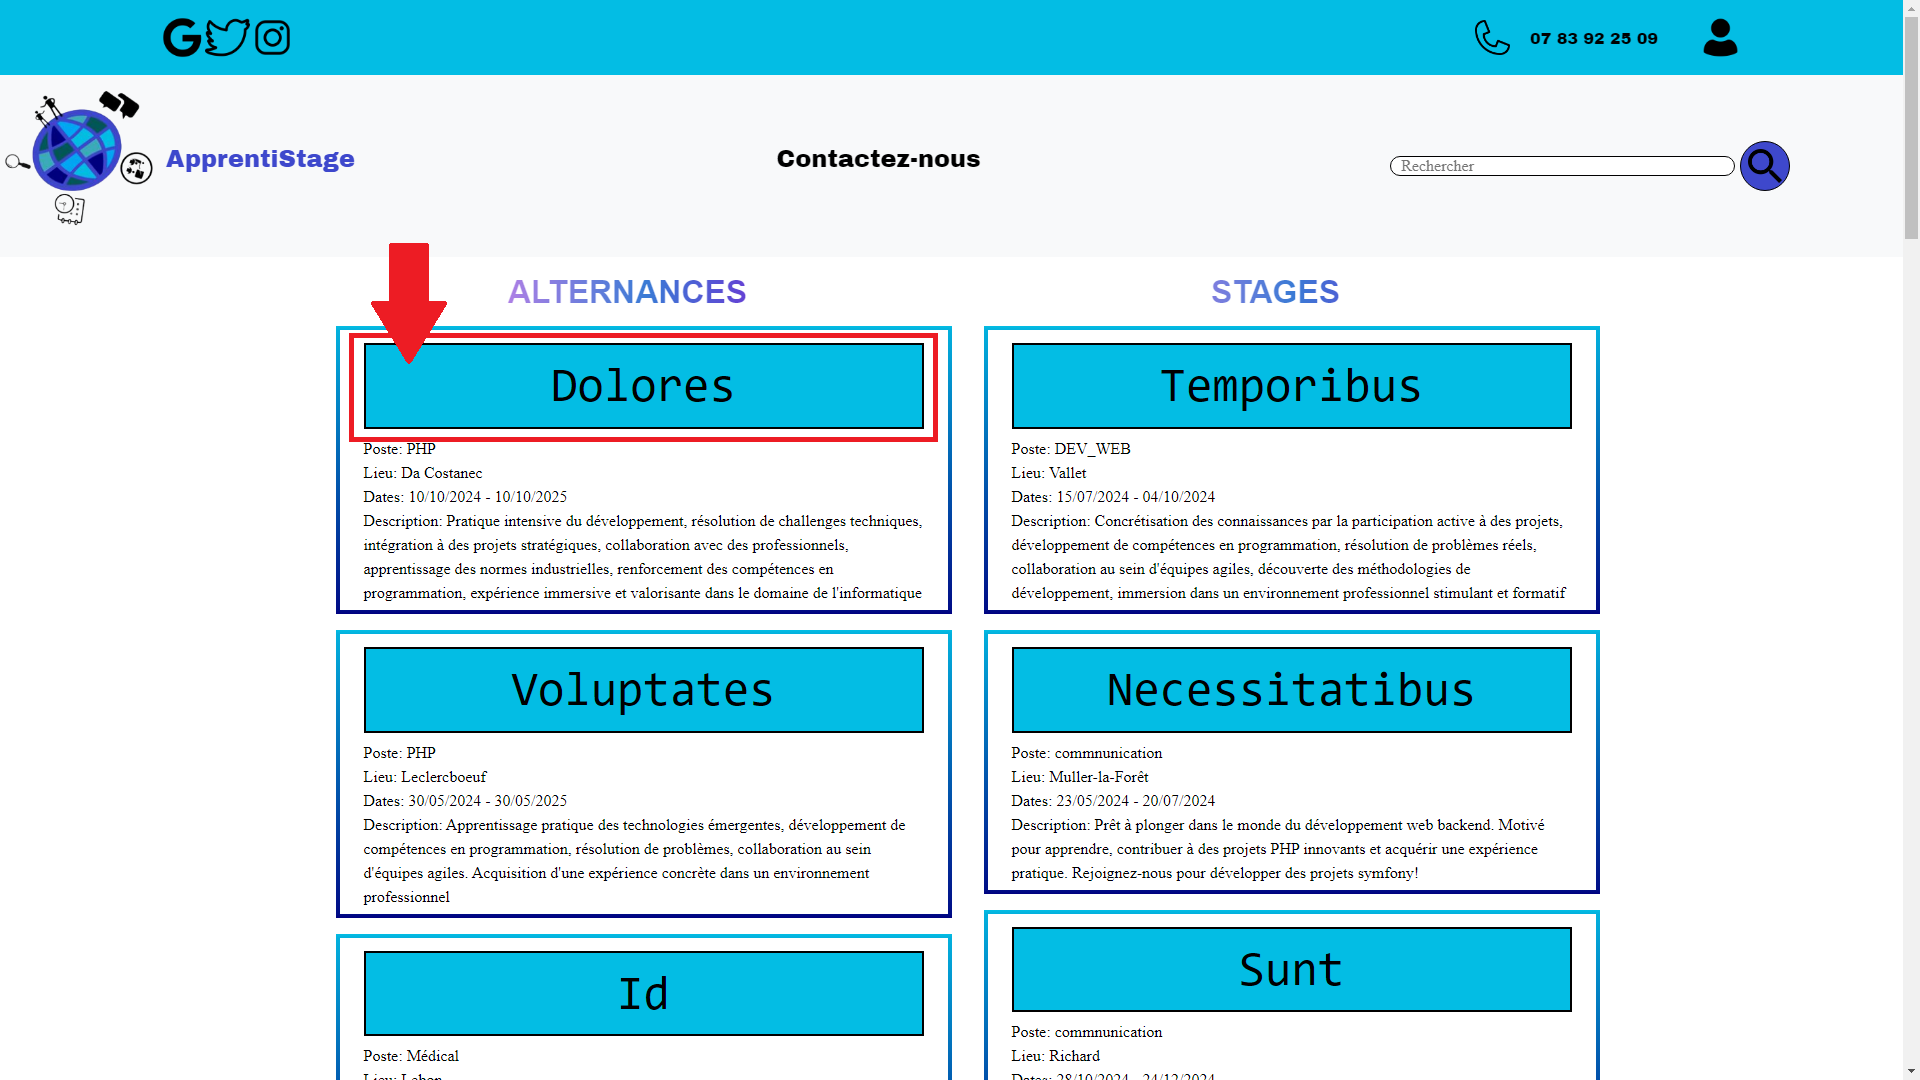 07 83 92 25 09
ApprentiStage
Contactez-nous
Rechercher
ALTERNANCES
Dolores
Poste: PHP
Lieu: Da Costanec
Dates: 10/10/2024 - 10/10/2025
Description: Pratique intensive du développement, résolution de challenges techniques,
intégration à des projets stratégiques, collaboration avec des professionnels,
apprentissage des normes industrielles, renforcement des compétences en
programmation, expérience immersive et valorisante dans le domaine de l'informatique
Voluptates
Poste: PHP
Lieu: Leclercboeuf
Dates: 30/05/2024 - 30/05/2025
Description: Apprentissage pratique des technologies émergentes, développement de
compétences en programmation, résolution de problèmes, collaboration au sein
d'équipes agiles. Acquisition d'une expérience concrète dans un environnement
professionnel
Id
Poste: Médical
Lieu: Lebon
STAGES
Temporibus
Poste: DEV_WEB
Lieu: Vallet
Dates: 15/07/2024 - 04/10/2024
Description: Concrétisation des connaissances par la participation active à des projets,
développement de compétences en programmation, résolution de problèmes réels,
collaboration au sein d'équipes agiles, découverte des méthodologies de
développement, immersion dans un environnement professionnel stimulant et formatif
Necessitatibus
Poste: commnunication
Lieu: Muller-la-Forêt
Dates: 23/05/2024 - 20/07/2024
Description: Prêt à plonger dans le monde du développement web backend. Motivé
pour apprendre, contribuer à des projets PHP innovants et acquérir une expérience
pratique. Rejoignez-nous pour développer des projets symfony!
Sunt
Poste: commnunication
Lieu: Richard
Dates: 28/10/2024 - 24/12/2024